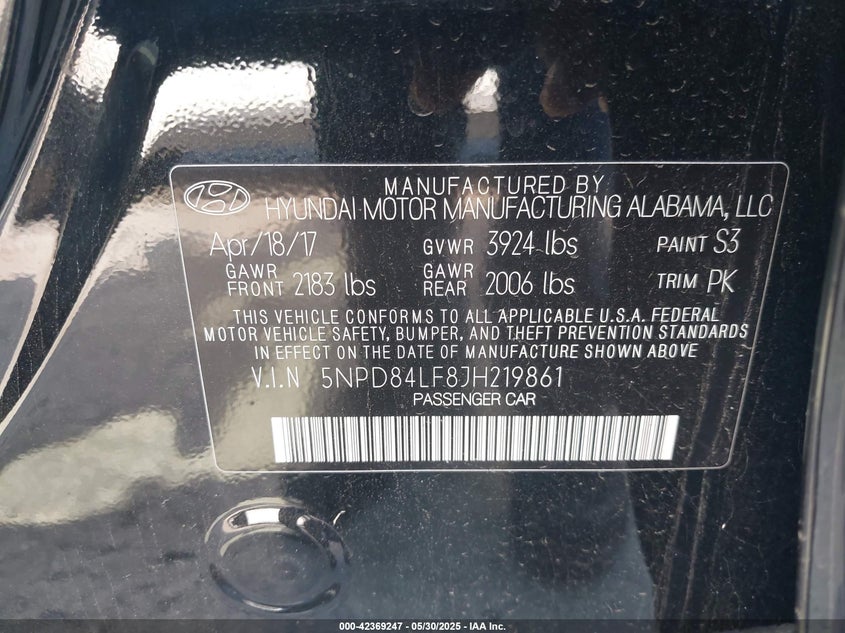 MANUFACTURED BY
HYUNDAI MOTOR MANUFACTURING ALABAMA, LLC
Apr/18/17 GVWR 3924 lbs PAINT S3
GAWR FRONT 2183 lbs GAWR REAR 2006 lbs TRIM PK
THIS VEHICLE CONFORMS TO ALL APPLICABLE U.S.A. FEDERAL
MOTOR VEHICLE SAFETY, BUMPER, AND THEFT PREVENTION STANDARDS
IN EFFECT ON THE DATE OF MANUFACTURE SHOWN ABOVE
V.I.N 5NPD84LF8JH219861
PASSENGER CAR
000-42369247 - 05/30/2025 - IAA Inc.